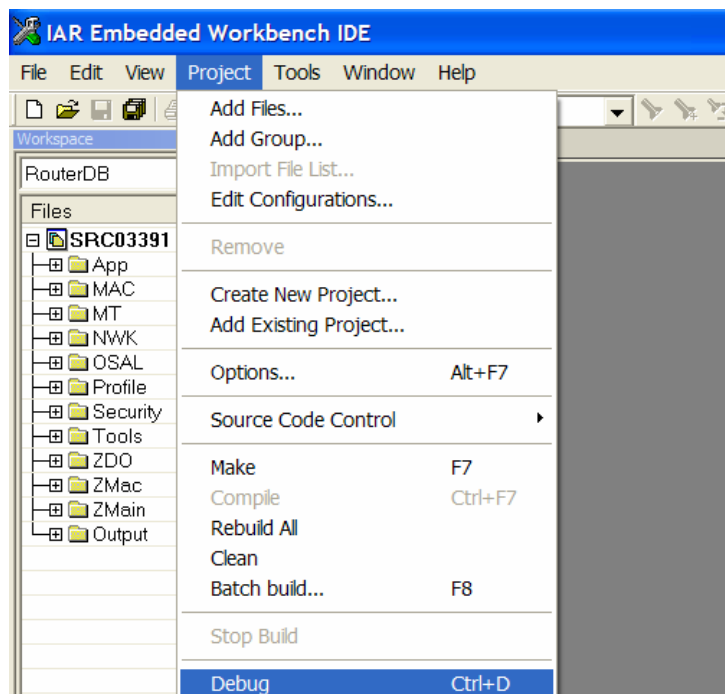 IAR Embedded Workbench IDE
File Edit View Project Tools Window Help
Workspace
RouterDB
Files
SRC03391
App
MAC
MT
NWK
OSAL
Profile
Security
Tools
ZDO
ZMac
ZMain
Output
Add Files...
Add Group...
Import File List...
Edit Configurations...
Remove
Create New Project...
Add Existing Project...
Options... Alt+F7
Source Code Control
Make F7
Compile Ctrl+F7
Rebuild All
Clean
Batch build... F8
Stop Build
Debug Ctrl+D